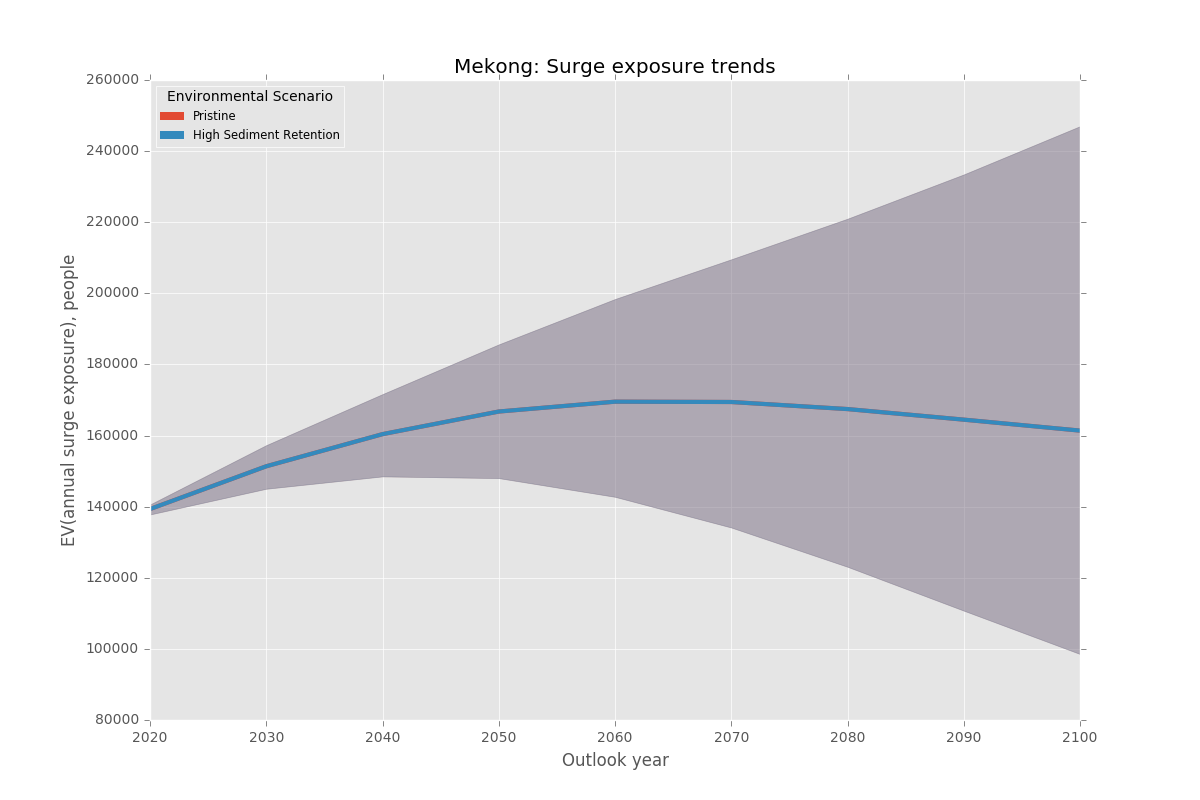 Mekong: Surge exposure trends
260000
240000
220000
200000
180000
160000
140000
120000
100000
80000
EV(annual surge exposure), people
Environmental Scenario
Pristine
High Sediment Retention
2020 2030 2040 2050 2060 2070 2080 2090 2100
Outlook year